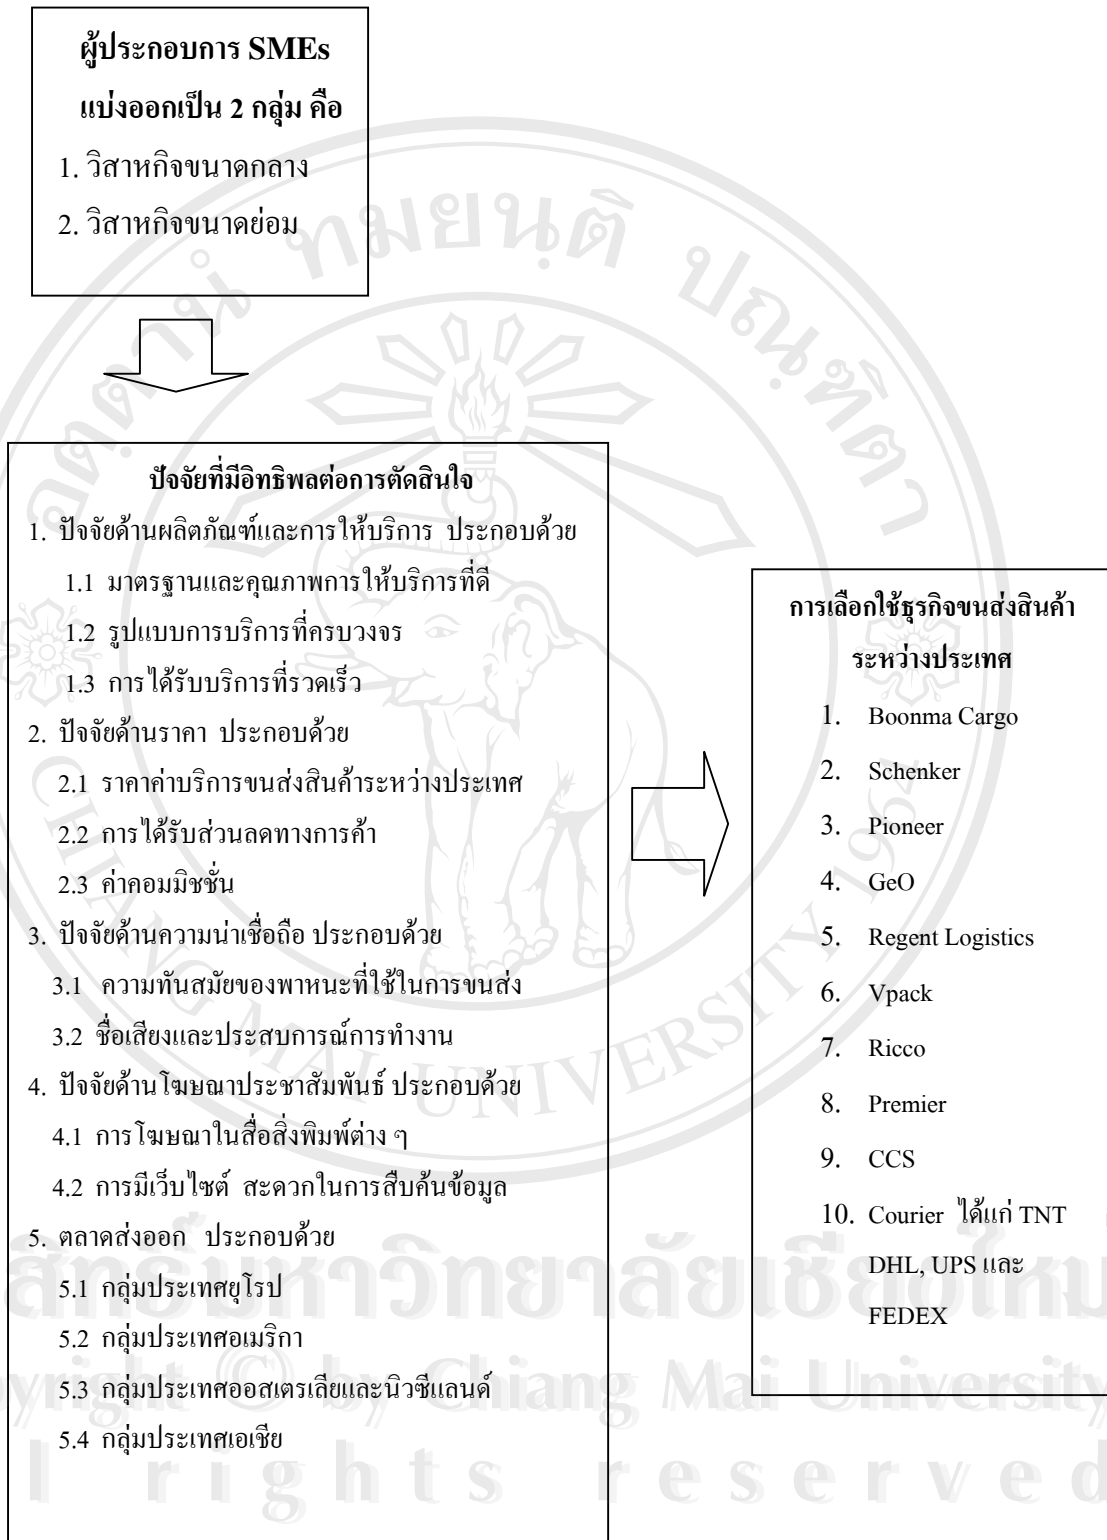 ผู้ประกอบการ SMEs
แบ่งออกเป็น 2 กลุ่ม คือ
1. วิสาหกิจขนาดกลาง
2. วิสาหกิจขนาดย่อม
ปัจจัยที่มีอิทธิพลต่อการตัดสินใจ
1. ปัจจัยด้านผลิตภัณฑ์และการให้บริการ ประกอบด้วย
1.1 มาตรฐานและคุณภาพการให้บริการที่ดี
1.2 รูปแบบการบริการที่ครบวงจร
1.3 การได้รับบริการที่รวดเร็ว
2. ปัจจัยด้านราคา ประกอบด้วย
2.1 ราคาค่าบริการขนส่งสินค้าระหว่างประเทศ
2.2 การได้รับส่วนลดทางการค้า
2.3 ค่าคอมมิชชั่น
3. ปัจจัยด้านความน่าเชื่อถือ ประกอบด้วย
3.1 ความทันสมัยของพาหนะที่ใช้ในการขนส่ง
3.2 ชื่อเสียงและประสบการณ์การทำงาน
4. ปัจจัยด้านโฆษณาประชาสัมพันธ์ ประกอบด้วย
4.1 การโฆษณาในสื่อสิ่งพิมพ์ต่าง ๆ
4.2 การมีเว็บไซต์ สะดวกในการสืบค้นข้อมูล
5. ตลาดส่งออก ประกอบด้วย
5.1 กลุ่มประเทศยุโรป
5.2 กลุ่มประเทศอเมริกา
5.3 กลุ่มประเทศออสเตรเลียและนิวซีแลนด์
5.4 กลุ่มประเทศเอเชีย
การเลือกใช้ธุรกิจขนส่งสินค้า
ระหว่างประเทศ
1. Boonma Cargo
2. Schenker
3. Pioneer
4. GeO
5. Regent Logistics
6. Vpack
7. Ricco
8. Premier
9. CCS
10. Courier ได้แก่ TNT
DHL, UPS และ
FEDEX
CHIANG MAI UNIVERSITY 1964
สิทธิ์มหาวิทยาลัยเชียงใหม
pyright © by Chiang Mai University
l rights reserved